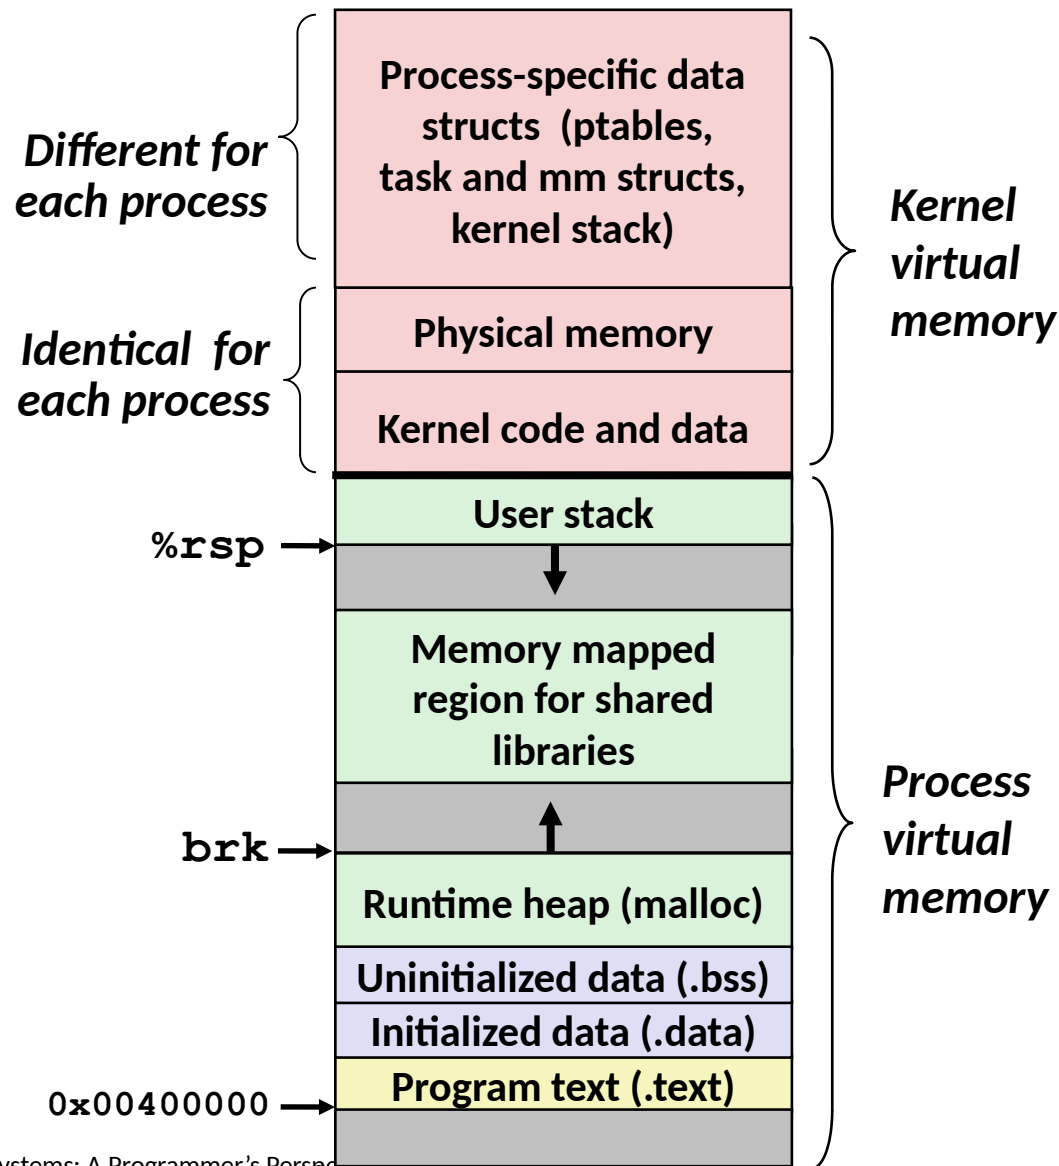 Process-specific data
structs (ptables,
task and mm structs,
kernel stack)
Different for
each process
Kernel
virtual
memory
Physical memory
Identical for
each process
Kernel code and data
User stack
%rsp
Memory mapped
region for shared
libraries
Process
virtual
memory
brk
Runtime heap (malloc)
Uninitialized data (.bss)
Initialized data (.data)
Program text (.text)
0x00400000
A Programmer’s